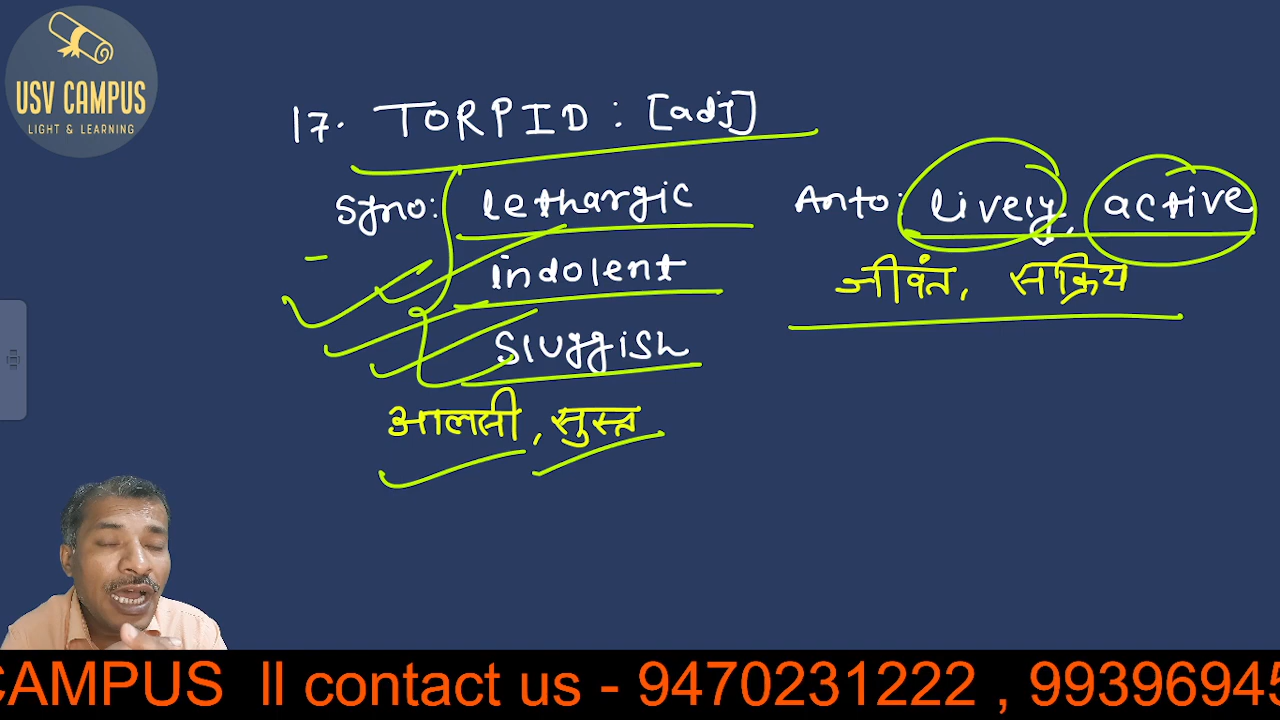 USV CAMPUS
LIGHT & LEARNING
17. TORPID : [adj]
Syno: lethargic
Anto: lively, active
indolent
जीवंत, सक्रिय
sluggish
आलसी, सुस्त
CAMPUS ll contact us - 9470231222 , 99396945